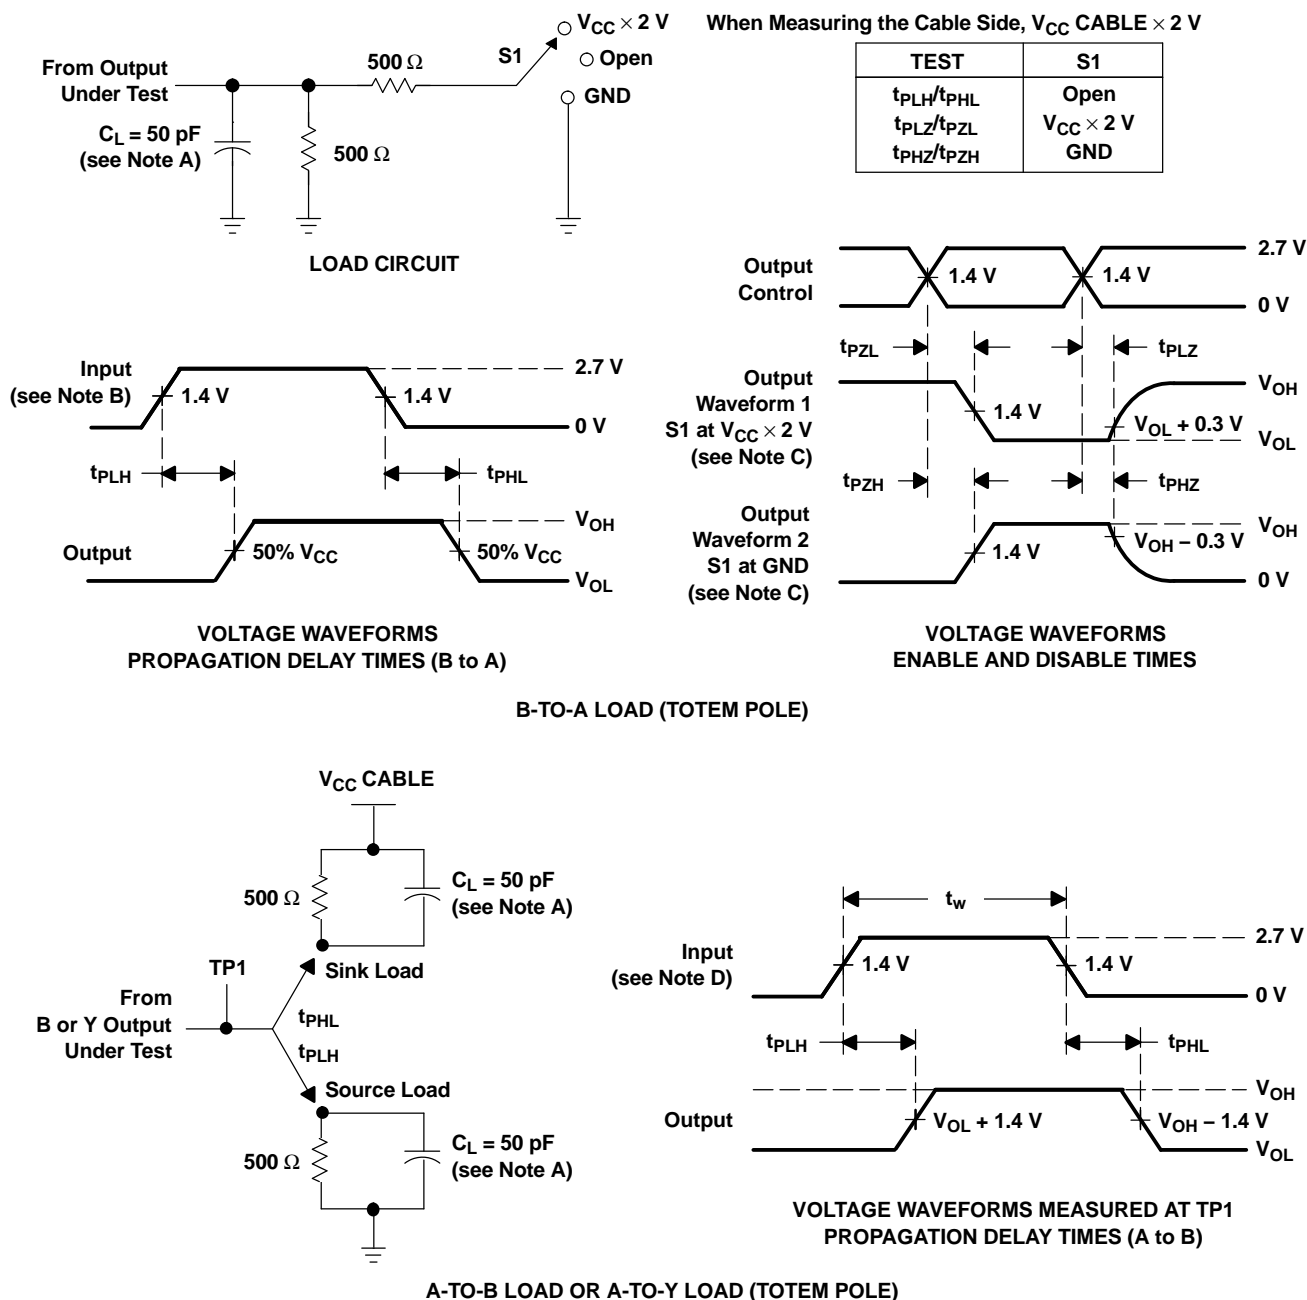 When Measuring the Cable Side, VCC CABLE × 2 V
VCC × 2 V
S1
Open
GND
500 Ω
From Output
Under Test
CL = 50 pF
(see Note A)
500 Ω
LOAD CIRCUIT
TEST S1
tPLH/tPHL Open
tPLZ/tPZL VCC × 2 V
tPHZ/tPZH GND
Input
(see Note B)
1.4 V
1.4 V
2.7 V
0 V
tPLH
tPHL
Output
50% VCC
50% VCC
VOH
VOL
VOLTAGE WAVEFORMS
PROPAGATION DELAY TIMES (B to A)
Output
Control
1.4 V
1.4 V
2.7 V
0 V
tPZL
tPLZ
Output
Waveform 1
S1 at VCC × 2 V
(see Note C)
1.4 V
VOL + 0.3 V
VOH
VOL
tPZH
tPHZ
Output
Waveform 2
S1 at GND
(see Note C)
1.4 V
VOH − 0.3 V
VOH
0 V
VOLTAGE WAVEFORMS
ENABLE AND DISABLE TIMES
B-TO-A LOAD (TOTEM POLE)
VCC CABLE
500 Ω
CL = 50 pF
(see Note A)
Sink Load
TP1
From
B or Y Output
Under Test
tPHL
tPLH
Source Load
500 Ω
CL = 50 pF
(see Note A)
tw
Input
(see Note D)
1.4 V
1.4 V
2.7 V
0 V
tPLH
tPHL
Output
VOL + 1.4 V
VOH − 1.4 V
VOH
VOL
VOLTAGE WAVEFORMS MEASURED AT TP1
PROPAGATION DELAY TIMES (A to B)
A-TO-B LOAD OR A-TO-Y LOAD (TOTEM POLE)